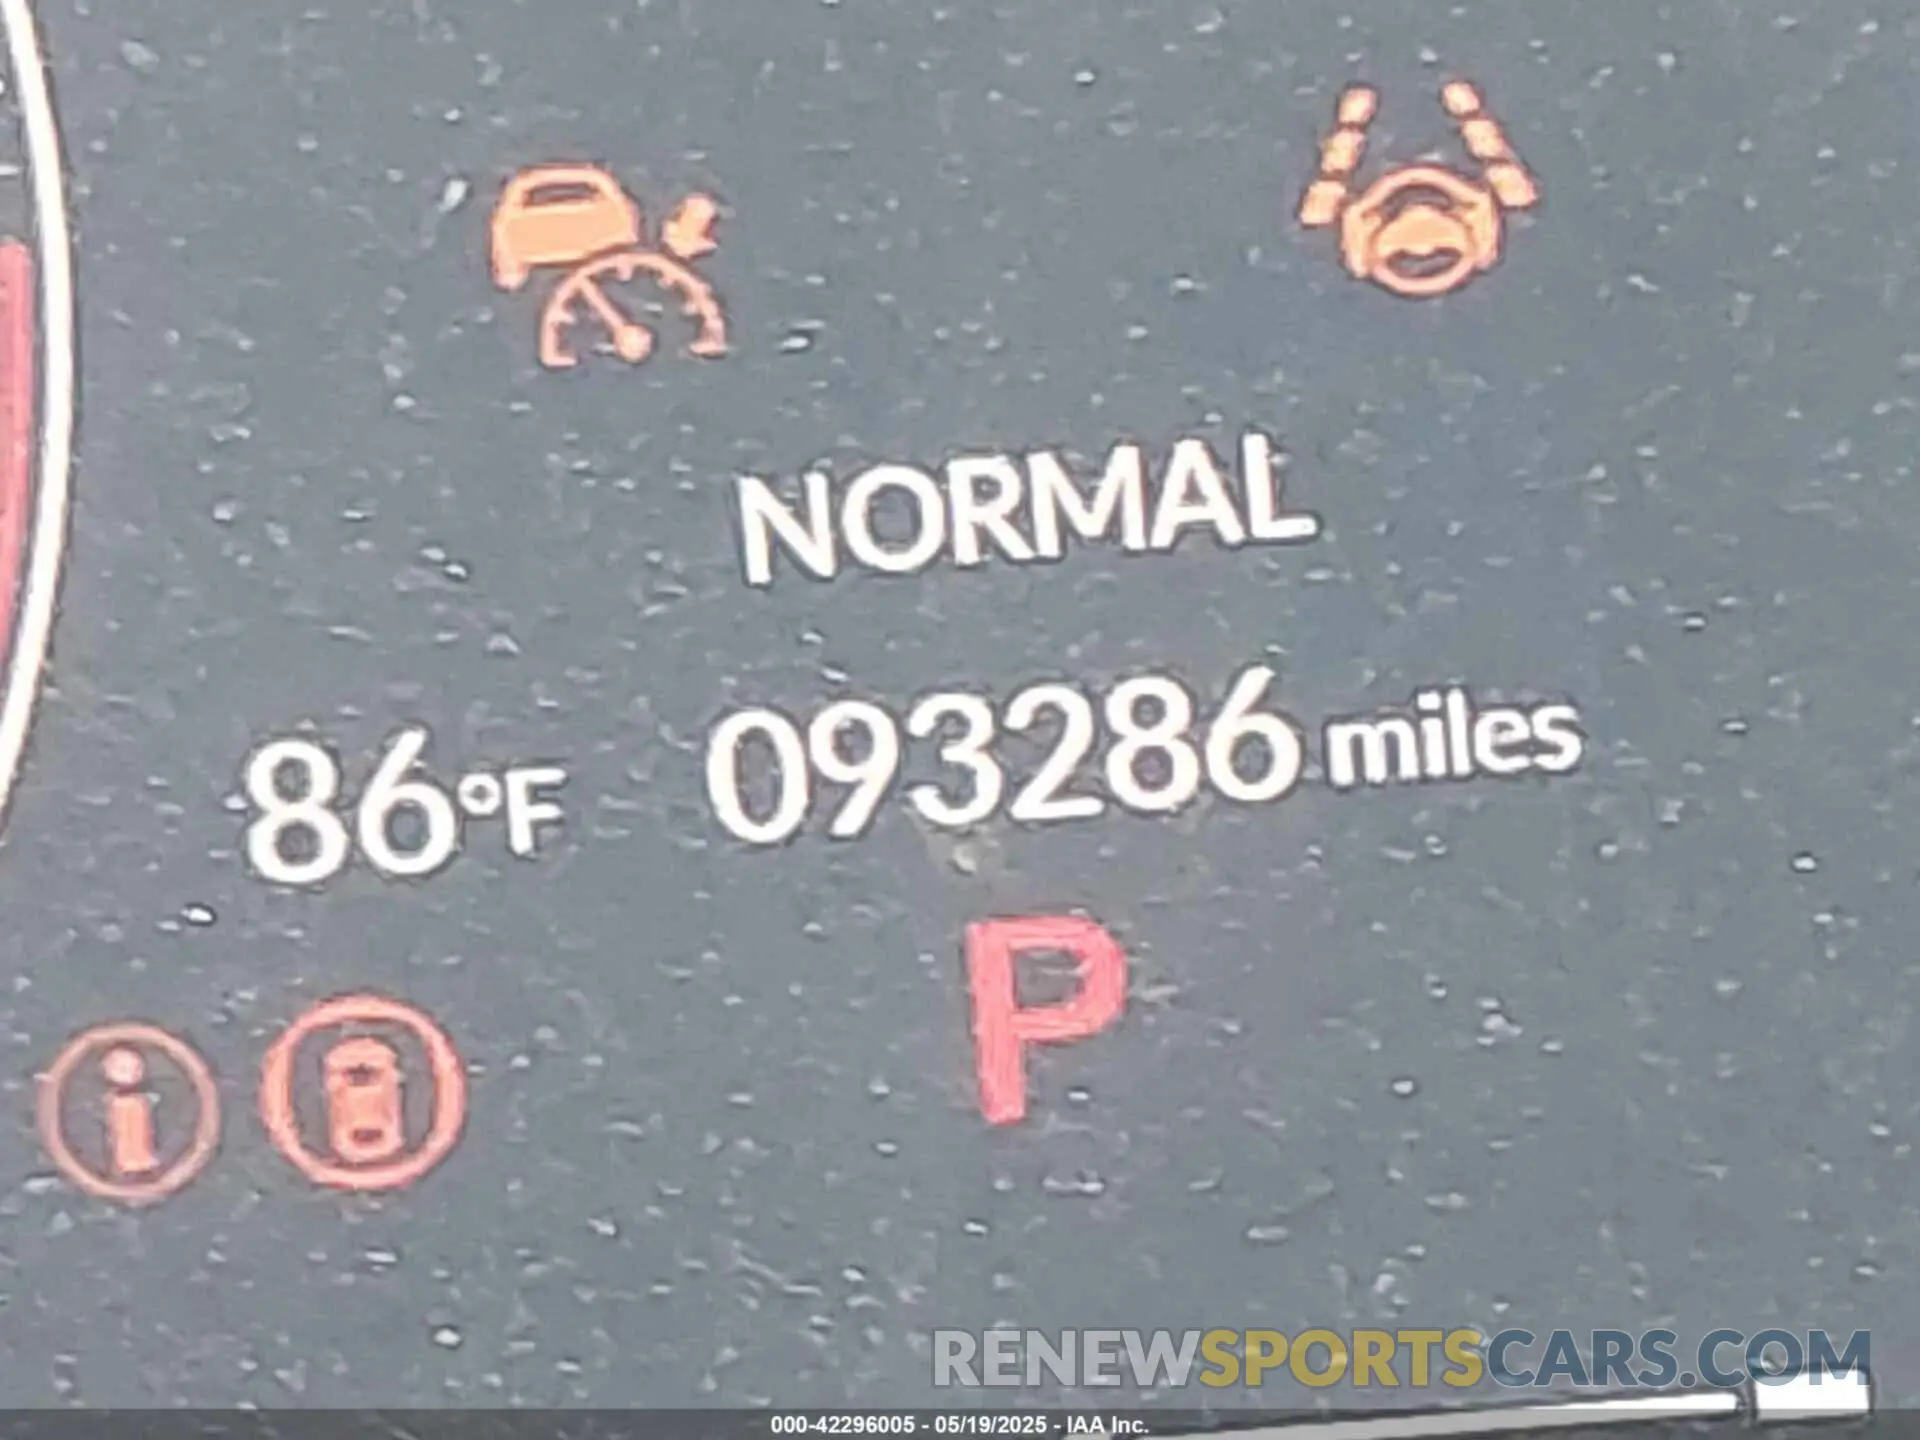 NORMAL
86°F 093286 miles
P
i
RENEWSPORTSCARS.COM
000-42296005 - 05/19/2025 - IAA Inc.